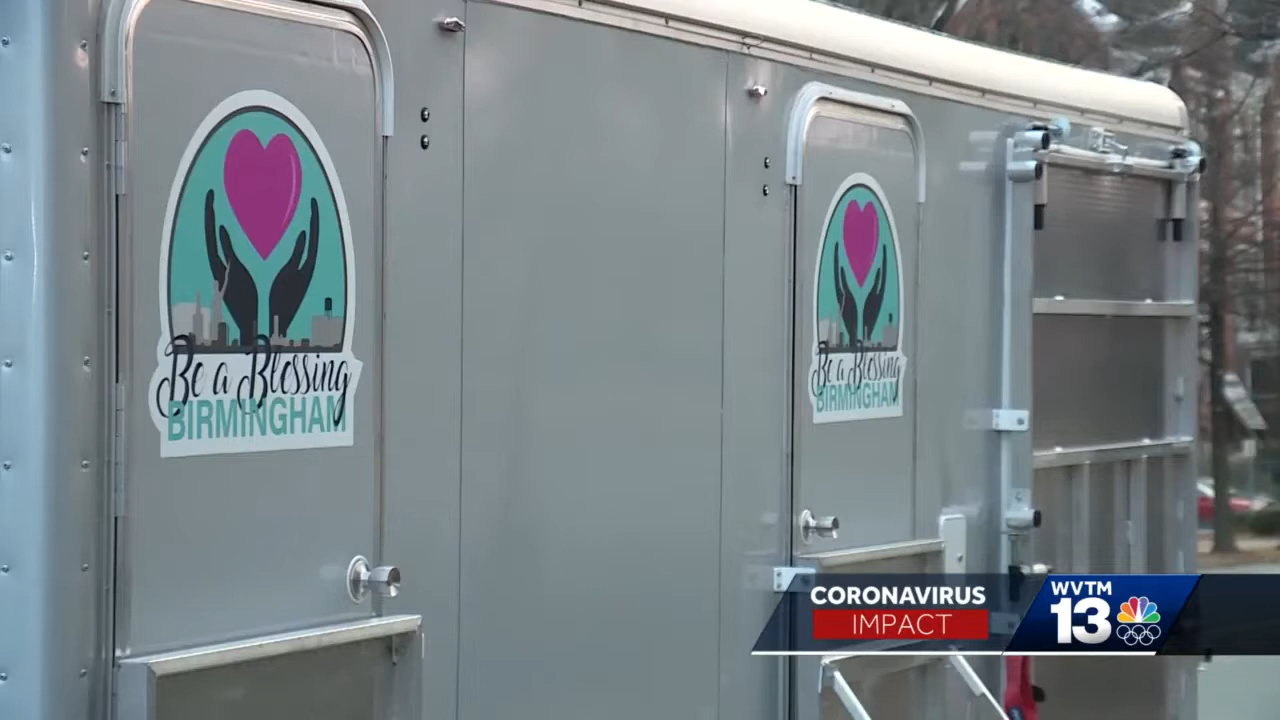 Be a Blessing
BIRMINGHAM
Be a Blessing
BIRMINGHAM
CORONAVIRUS
IMPACT
WVTM
13